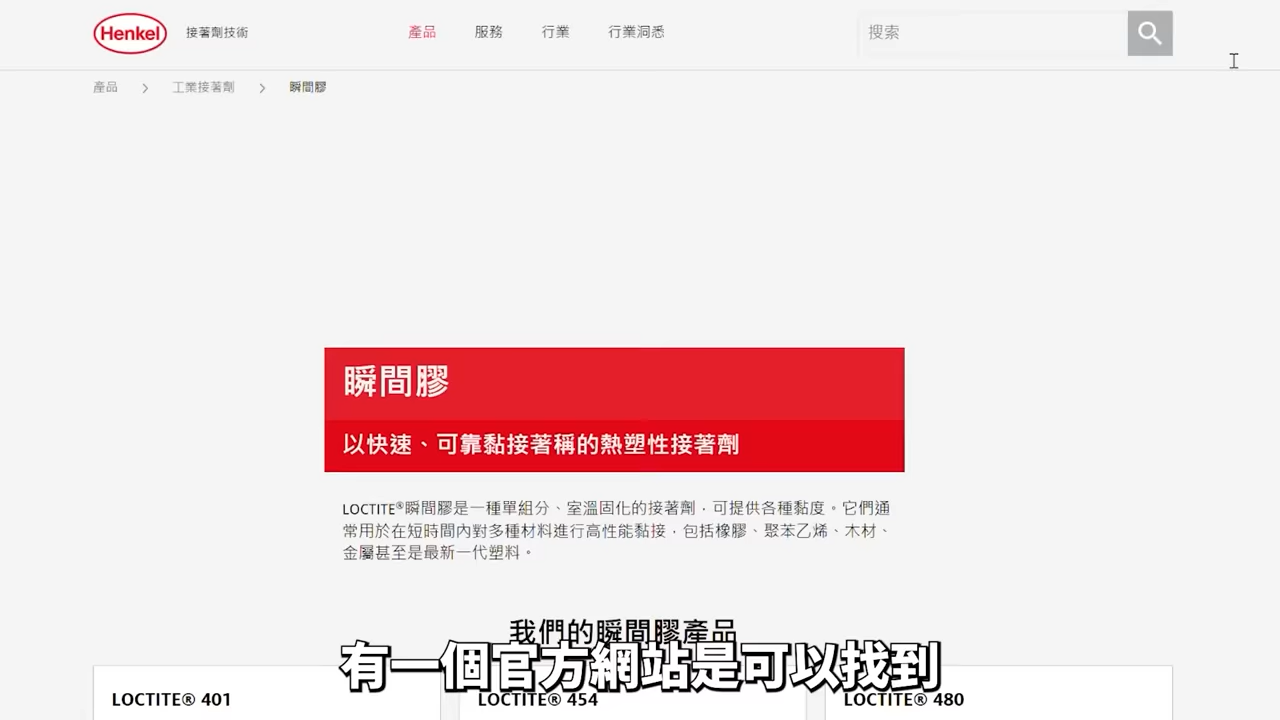 Henkel 接著劑技術 產品 服務 行業 行業洞悉 搜索
產品 > 工業接著劑 > 瞬間膠
瞬間膠
以快速、可靠黏接著稱的熱塑性接著劑
LOCTITE®瞬間膠是一種單組分、室溫固化的接著劑，可提供各種黏度。它們通
常用於在短時間內對多種材料進行高性能黏接，包括橡膠、聚苯乙烯、木材、
金屬甚至是最新一代塑料。
我們的瞬間膠產品
有一個官方網站是可以找到
LOCTITE® 401 LOCTITE® 454 LOCTITE® 480